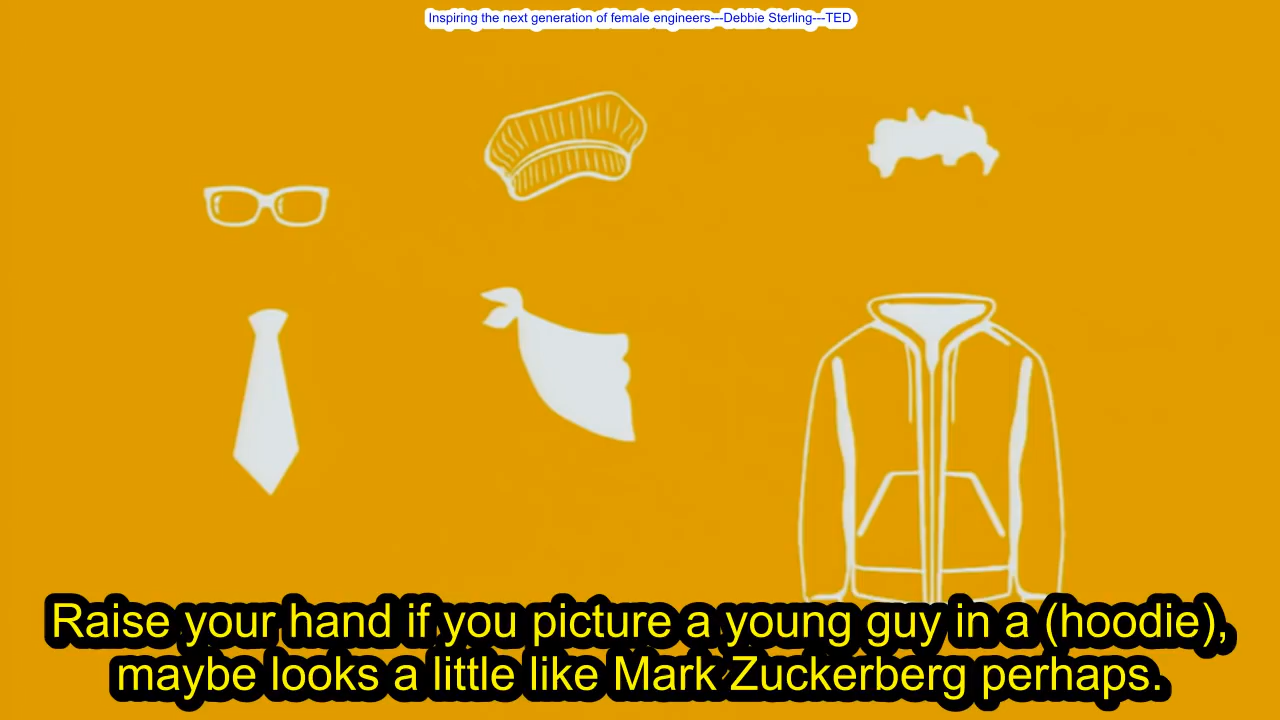 Inspiring the next generation of female engineers---Debbie Sterling---TED
Raise your hand if you picture a young guy in a (hoodie),
maybe looks a little like Mark Zuckerberg perhaps.